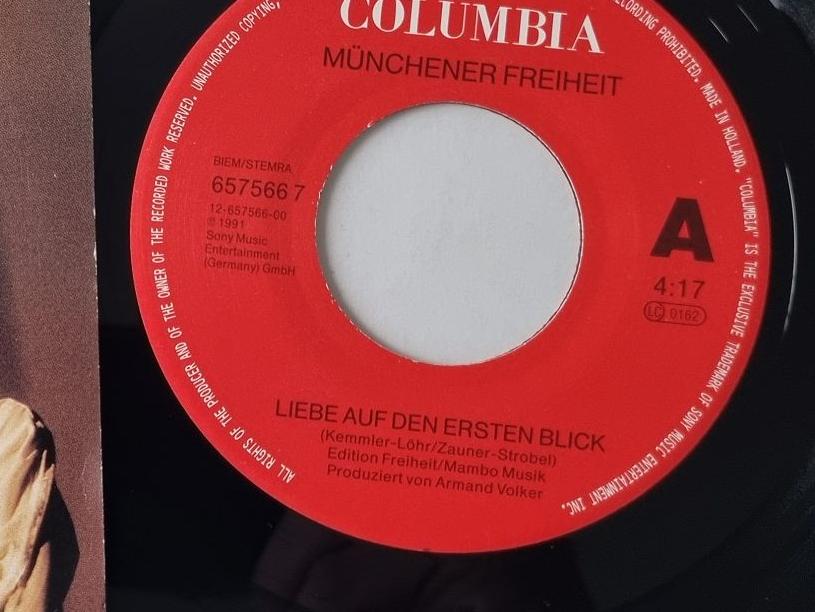 COLUMBIA
MÜNCHENER FREIHEIT
BIEM/STEMRA
657566 7
12-657566-00
℗ 1991
Sony Music
Entertainment
(Germany) GmbH
A
4:17
LC 0162
LIEBE AUF DEN ERSTEN BLICK
(Kemmler-Löhr/Zauner-Strobel)
Edition Freiheit/Mambo Musik
Produziert von Armand Volker
ALL RIGHTS OF THE PRODUCER AND OF THE OWNER OF THE RECORDED WORK RESERVED. UNAUTHORIZED COPYING,
RECORDING PROHIBITED. MADE IN HOLLAND. "COLUMBIA" IS THE EXCLUSIVE TRADEMARK OF SONY MUSIC ENTERTAINMENT INC.